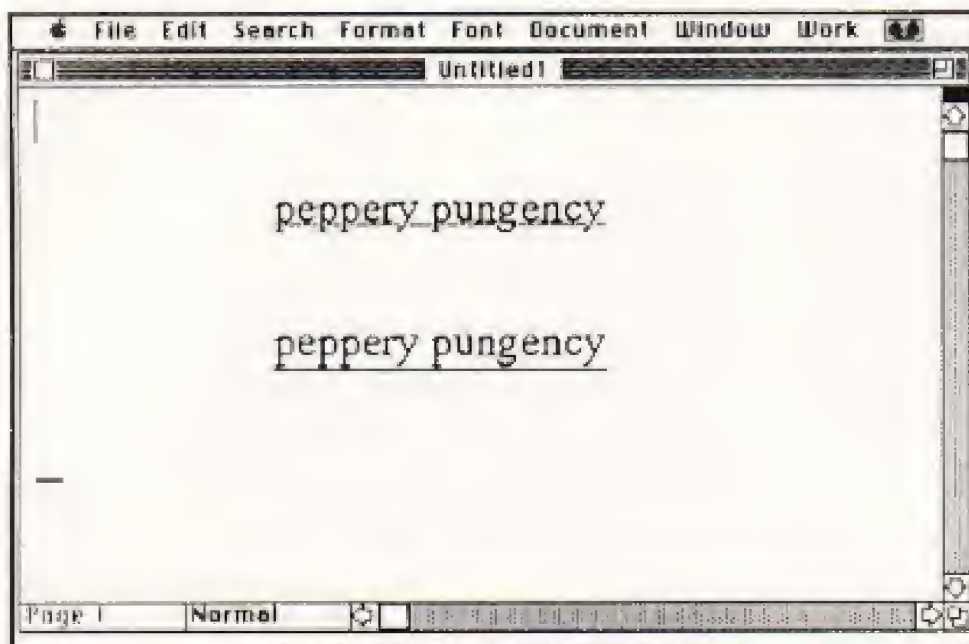 File Edit Search Format Font Document Window Work
Untitled1
peppery pungency
peppery pungency
Page 1 Normal